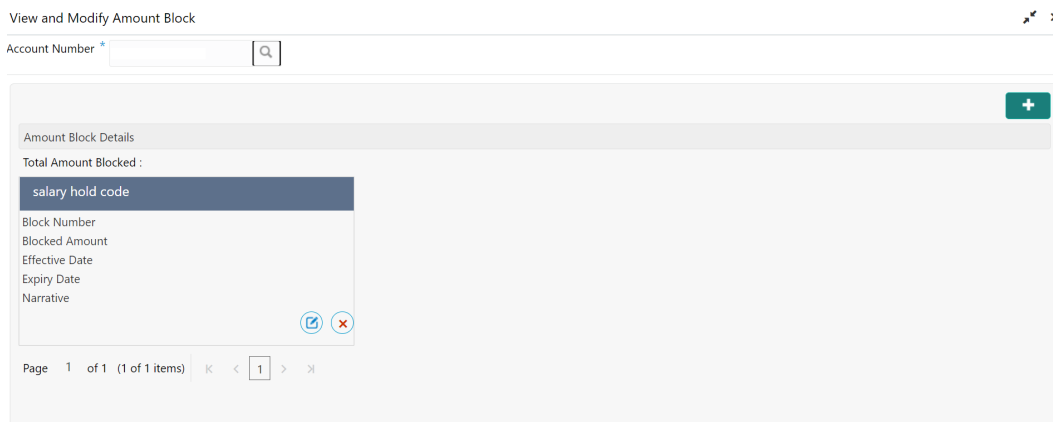 View and Modify Amount Block
Account Number *
Amount Block Details
Total Amount Blocked :
salary hold code
Block Number
Blocked Amount
Effective Date
Expiry Date
Narrative
Page 1 of 1 (1 of 1 items) K < 1 > >|